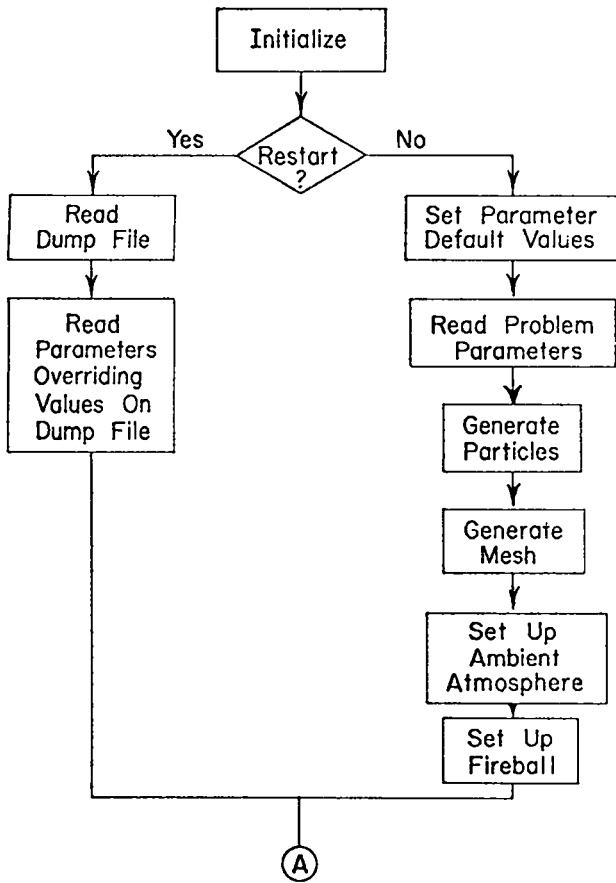 Initialize
Yes
Restart
?
No
Read
Dump File
Set Parameter
Default Values
Read
Parameters
Overriding
Values On
Dump File
Read Problem
Parameters
Generate
Particles
Generate
Mesh
Set Up
Ambient
Atmosphere
Set Up
Fireball
A